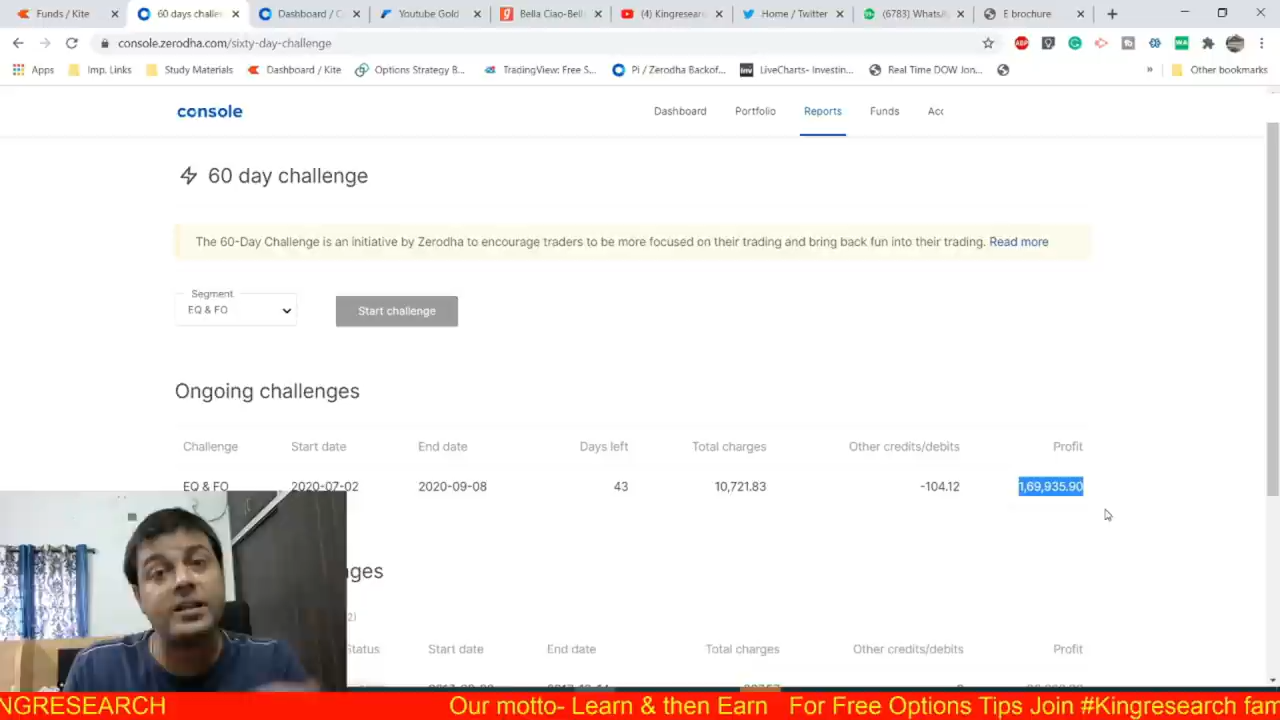 Funds / Kite
60 days challe
Dashboard / C
Youtube Gold
Bella Ciao-Bell
(4) Kingresearc
Home / Twitter
(6783) WhatsA
E brochure
console.zerodha.com/sixty-day-challenge
Apps
Imp. Links
Study Materials
Dashboard / Kite
Options Strategy B...
TradingView: Free S...
Pi / Zerodha Backof...
LiveCharts- Investin...
Real Time DOW Jon...
Other bookmarks
console
Dashboard
Portfolio
Reports
Funds
Acc
60 day challenge
The 60-Day Challenge is an initiative by Zerodha to encourage traders to be more focused on their trading and bring back fun into their trading. Read more
Segment
EQ & FO
Start challenge
Ongoing challenges
Challenge Start date End date Days left Total charges Other credits/debits Profit
EQ & FO 2020-07-02 2020-09-08 43 10,721.83 -104.12 1,69,935.90
nges
2)
Status Start date End date Total charges Other credits/debits Profit
NGRESEARCH Our motto- Learn & then Earn For Free Options Tips Join #Kingresearch fam